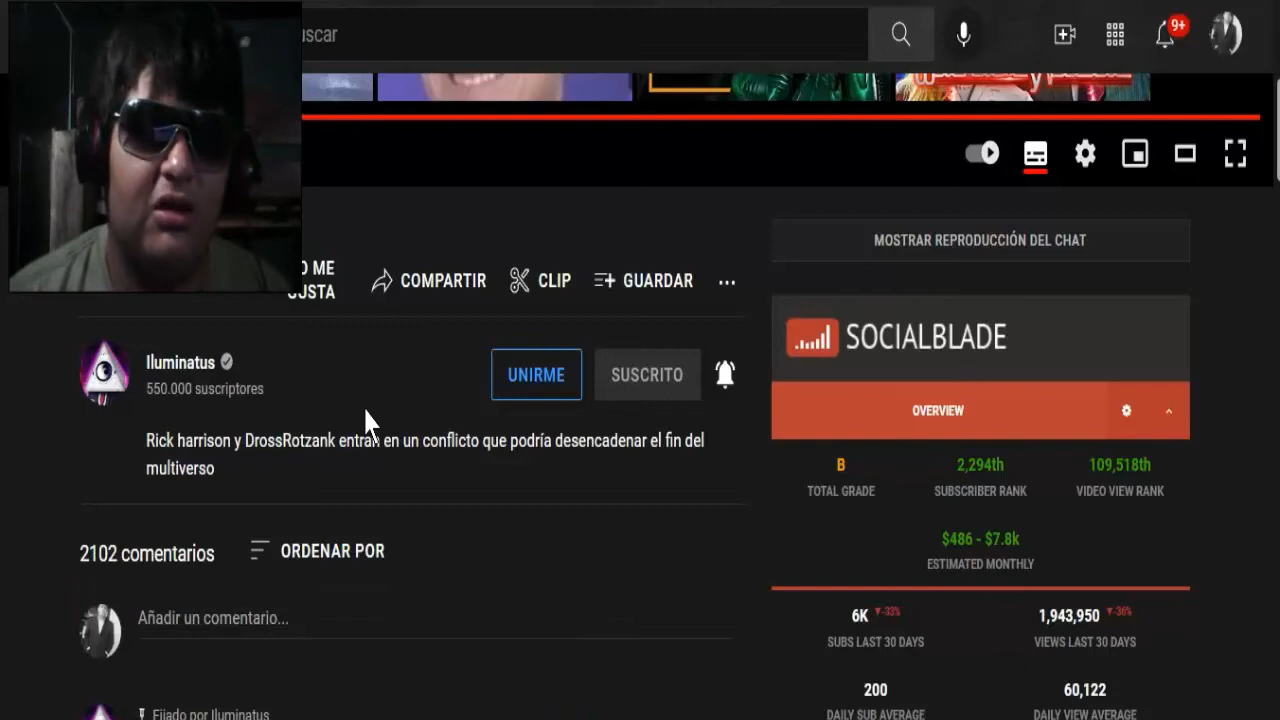 uscar
9+
MOSTRAR REPRODUCCIÓN DEL CHAT
O ME
GUSTA
COMPARTIR
CLIP
GUARDAR
SOCIALBLADE
Iluminatus
550.000 suscriptores
UNIRME
SUSCRITO
OVERVIEW
Rick harrison y DrossRotzank entran en un conflicto que podría desencadenar el fin del
multiverso
B
2,294th
109,518th
TOTAL GRADE
SUBSCRIBER RANK
VIDEO VIEW RANK
$486 - $7.8k
ESTIMATED MONTHLY
2102 comentarios
ORDENAR POR
6K -33%
1,943,950 -36%
SUBS LAST 30 DAYS
VIEWS LAST 30 DAYS
Añadir un comentario...
200
60,122
DAILY SUB AVERAGE
DAILY VIEW AVERAGE
Fijado por Iluminatus